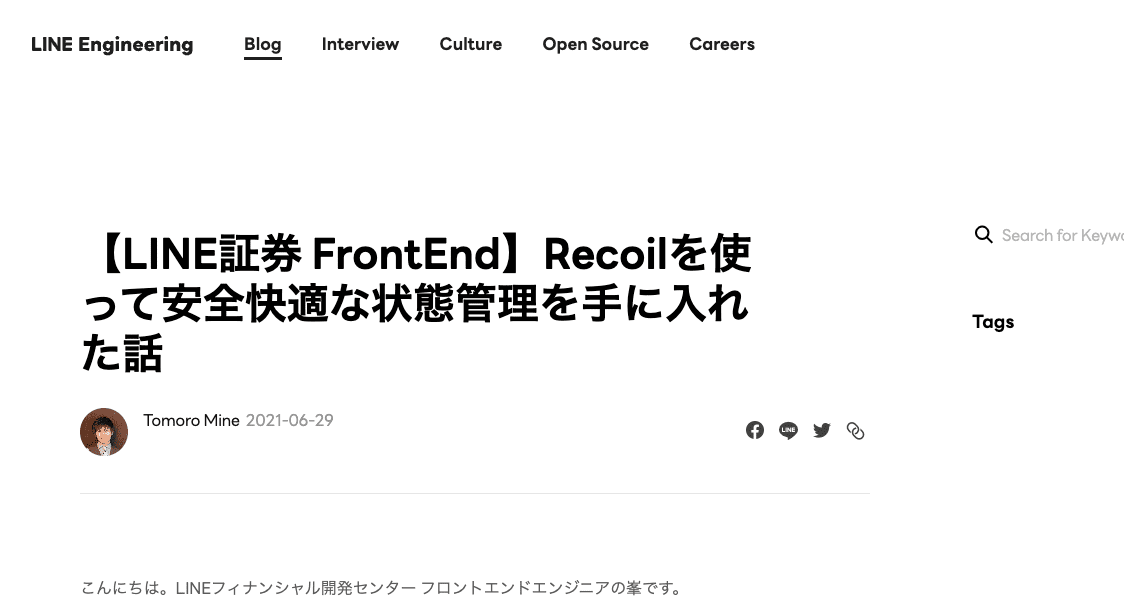 LINE Engineering Blog Interview Culture Open Source Careers
Search for Keyw
【LINE証券 FrontEnd】Recoilを使
って安全快適な状態管理を手に入れ
た話
Tags
Tomoro Mine 2021-06-29
LINE
こんにちは。LINEフィナンシャル開発センター フロントエンドエンジニアの峯です。